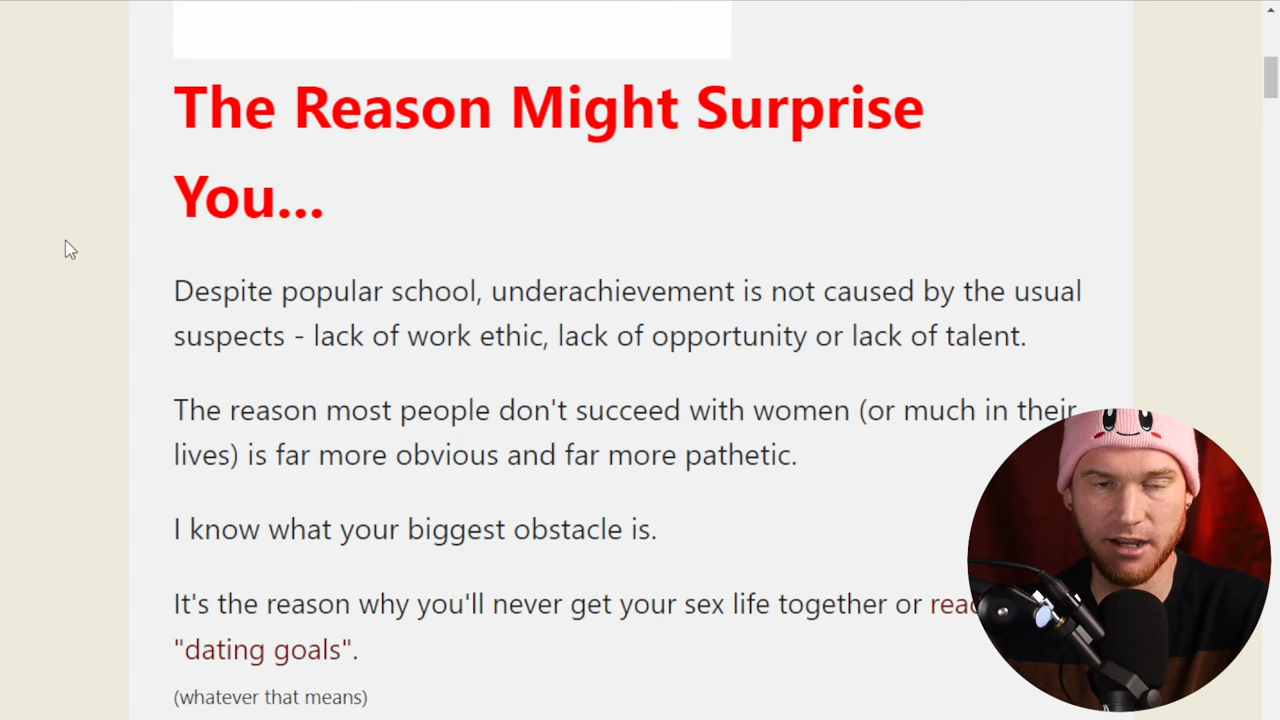 The Reason Might Surprise
You...
Despite popular school, underachievement is not caused by the usual
suspects - lack of work ethic, lack of opportunity or lack of talent.
The reason most people don't succeed with women (or much in their
lives) is far more obvious and far more pathetic.
I know what your biggest obstacle is.
It's the reason why you'll never get your sex life together or
"dating goals".
(whatever that means)